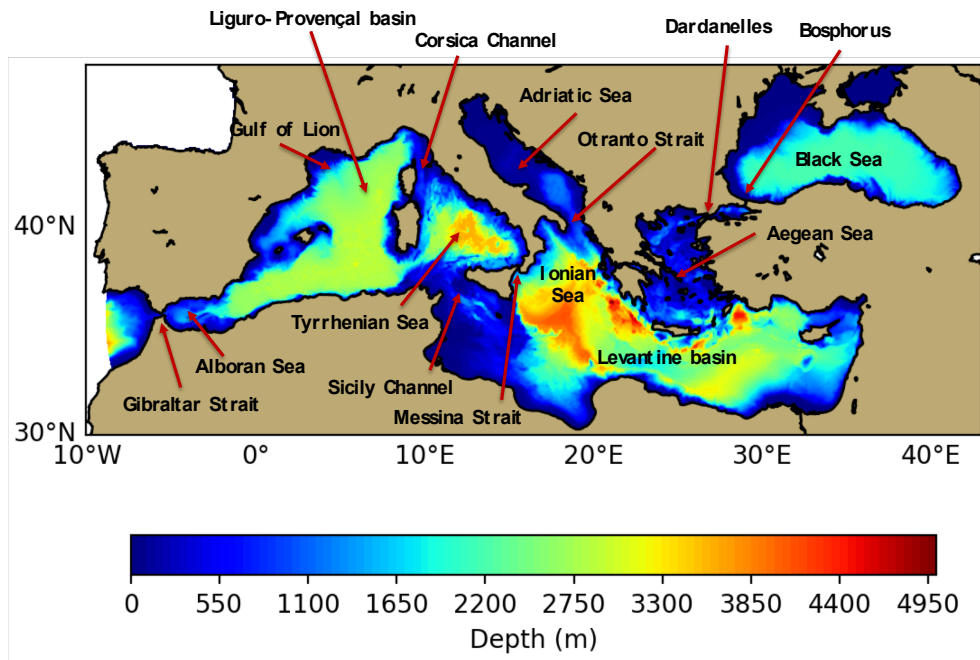 Liguro-Provençal basin
Dardanelles
Bosphorus
Corsica Channel
Adriatic Sea
Gulf of Lion
Otranto Strait
Black Sea
40°N
Aegean Sea
Ionian
Sea
Tyrrhenian Sea
Levantine basin
Alboran Sea
Sicily Channel
Gibraltar Strait
Messina Strait
30°N
10°W 0° 10°E 20°E 30°E 40°E
0 550 1100 1650 2200 2750 3300 3850 4400 4950
Depth (m)